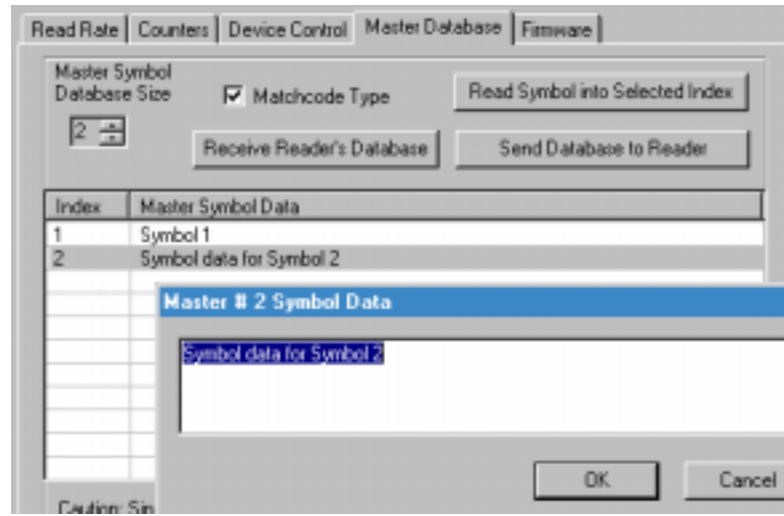 Read Rate Counters Device Control Master Database Firmware
Master Symbol
Database Size
Matchcode Type
Read Symbol into Selected Index
2
Receive Reader's Database
Send Database to Reader
Index Master Symbol Data
1 Symbol 1
2 Symbol data for Symbol 2
Master # 2 Symbol Data
Symbol data for Symbol 2
OK Cancel
Caution: Sin